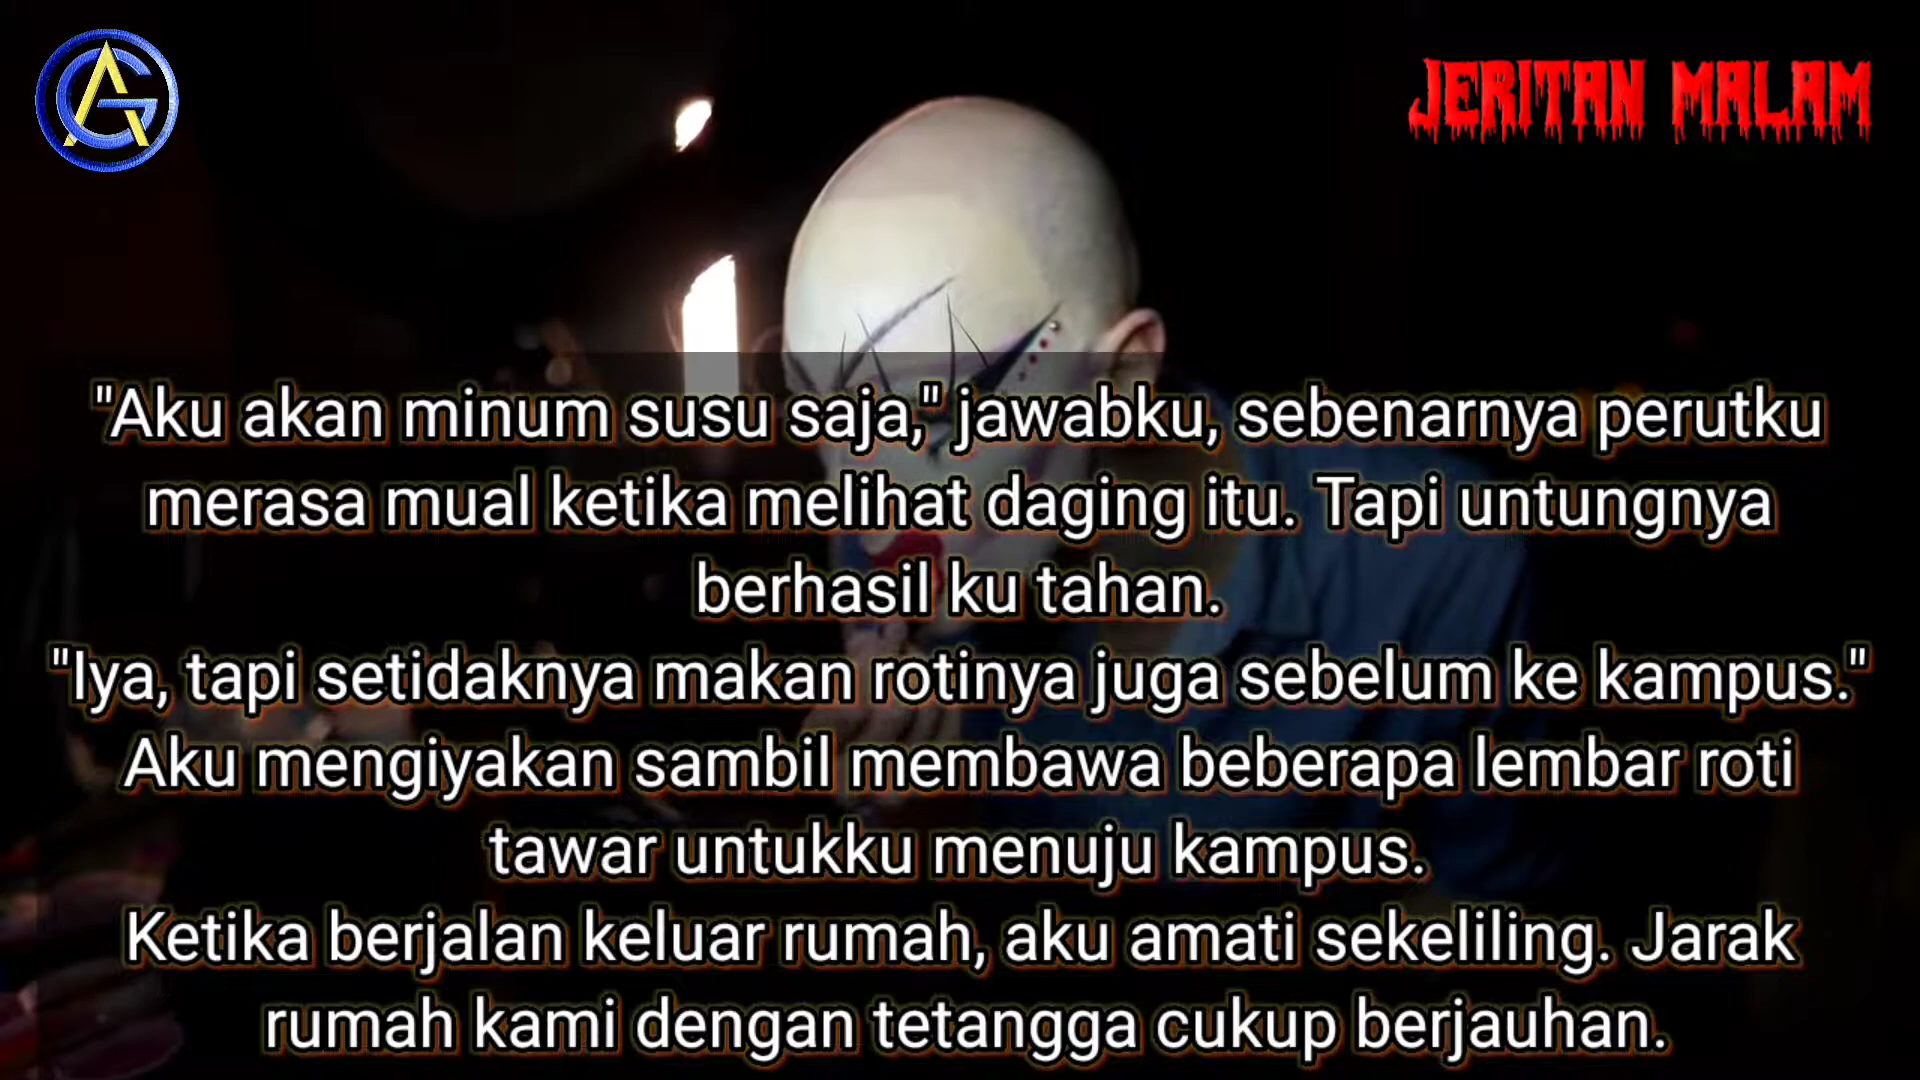 JERITAN MALAM
"Aku akan minum susu saja," jawabku, sebenarnya perutku
merasa mual ketika melihat daging itu. Tapi untungnya
berhasil ku tahan.
"Iya, tapi setidaknya makan rotinya juga sebelum ke kampus."
Aku mengiyakan sambil membawa beberapa lembar roti
tawar untukku menuju kampus.
Ketika berjalan keluar rumah, aku amati sekeliling. Jarak
rumah kami dengan tetangga cukup berjauhan.